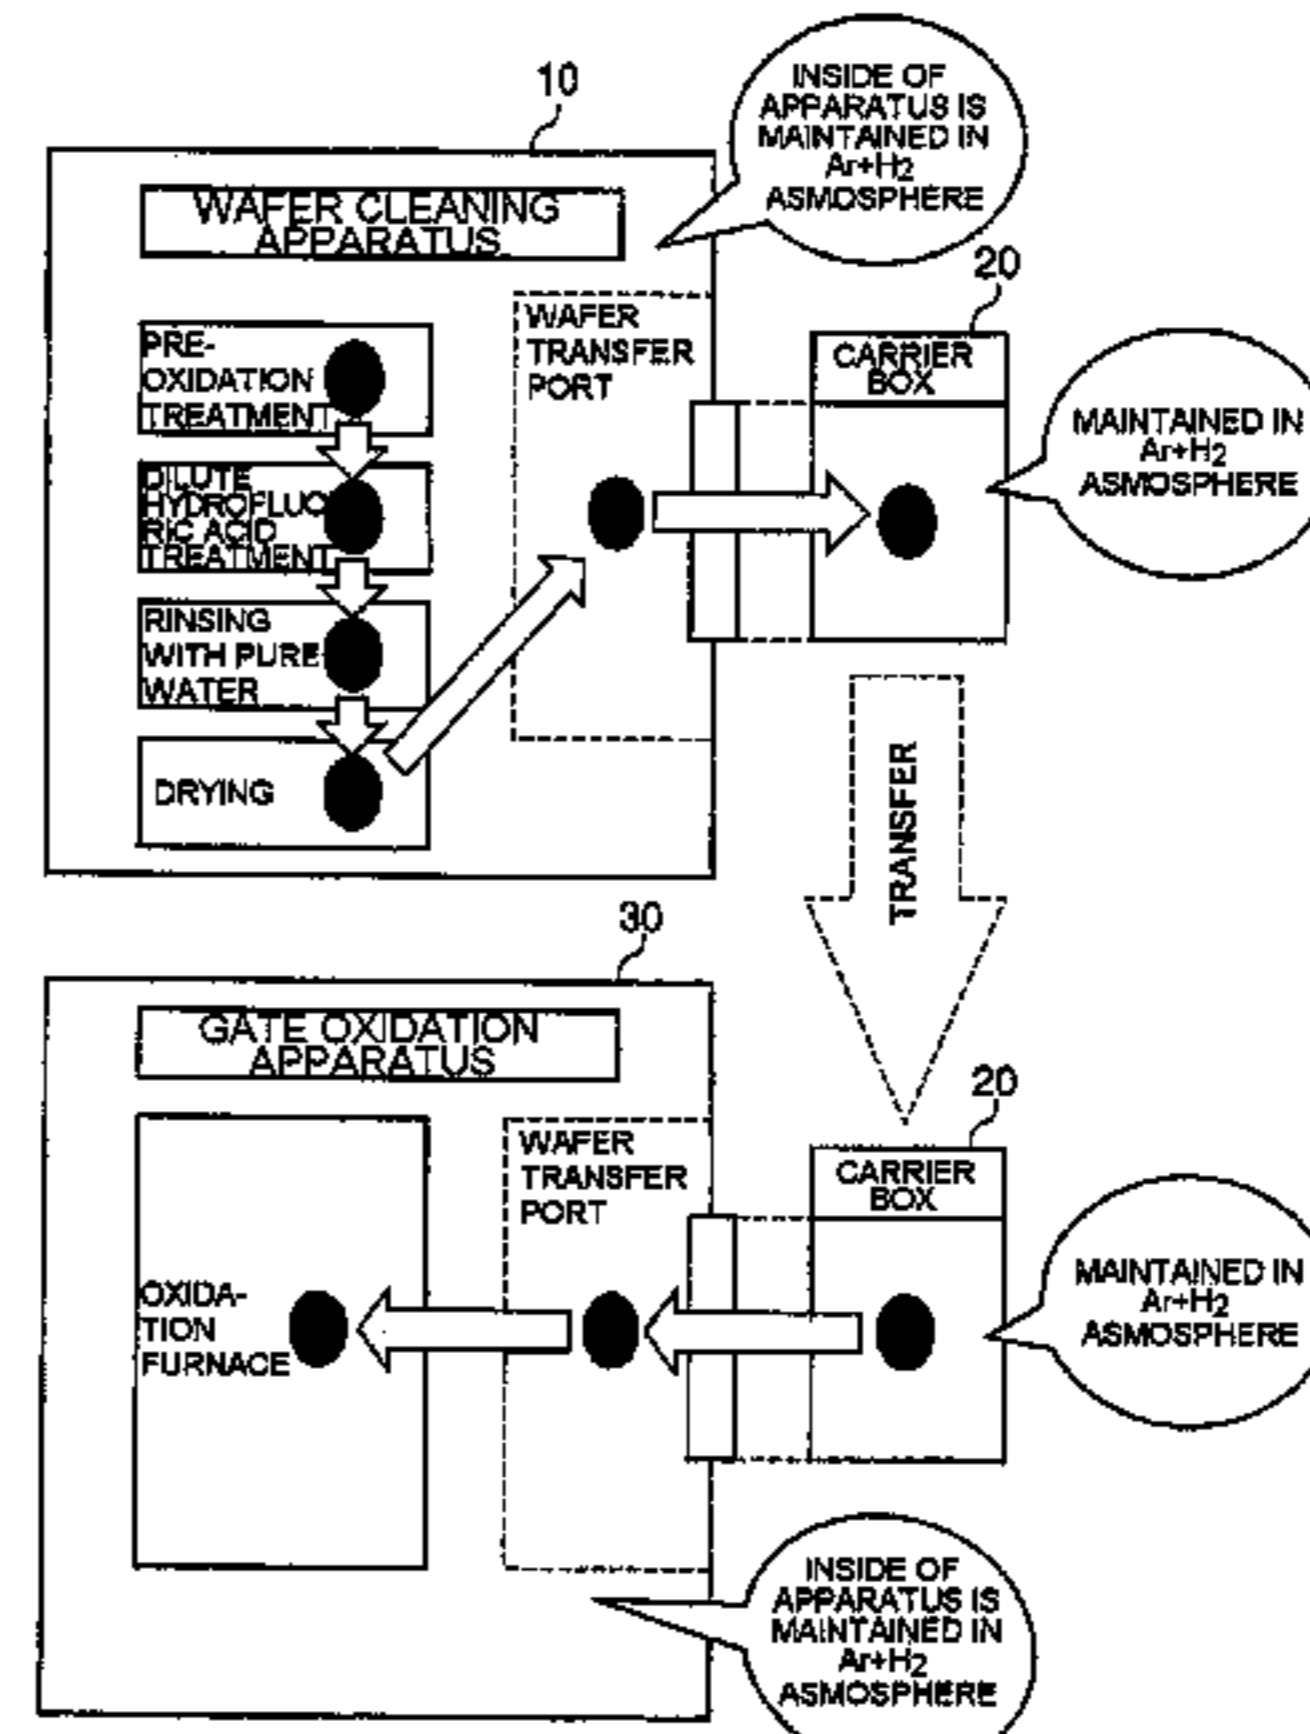 10
INSIDE OF
APPARATUS IS
MAINTAINED IN
Ar+H2
ASMOSPHERE
WAFER CLEANING
APPARATUS
20
WAFER
TRANSFER
PORT
CARRIER
BOX
PRE-
OXIDATION
TREATMENT
MAINTAINED IN
Ar+H2
ASMOSPHERE
DILUTE
HYDROFLUO
RIC ACID
TREATMENT
RINSING
WITH PURE
WATER
DRYING
TRANSFER
30
GATE OXIDATION
APPARATUS
20
WAFER
TRANSFER
PORT
CARRIER
BOX
OXIDA-
TION
FURNACE
MAINTAINED IN
Ar+H2
ASMOSPHERE
INSIDE OF
APPARATUS IS
MAINTAINED IN
Ar+H2
ASMOSPHERE